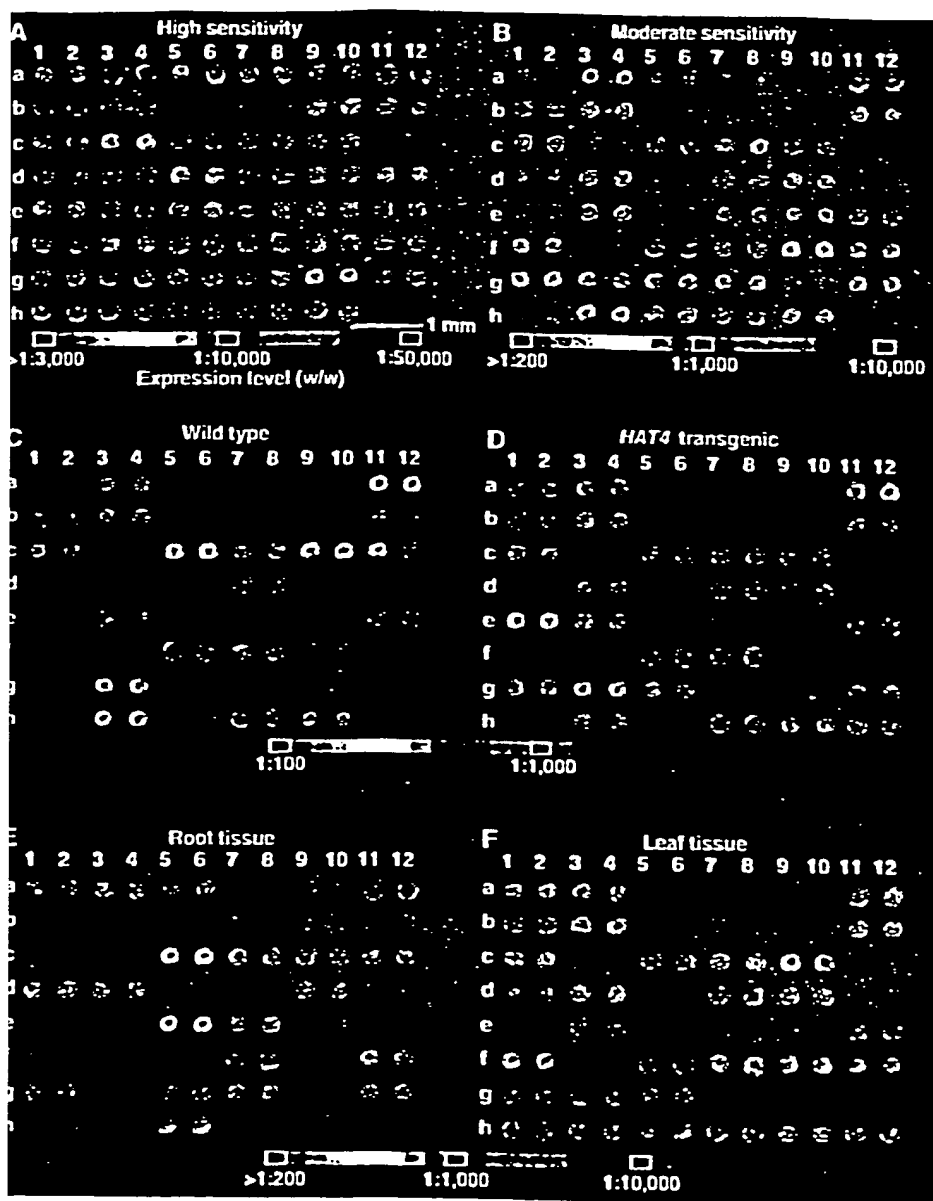 A High sensitivity
1 2 3 4 5 6 7 8 9 10 11 12
a
b
c
d
e
f
g
h
1 mm
>1:3,000 1:10,000 1:50,000
Expression level (w/w)
B Moderate sensitivity
1 2 3 4 5 6 7 8 9 10 11 12
a
b
c
d
e
f
g
h
>1:200 1:1,000 1:10,000
C Wild type
1 2 3 4 5 6 7 8 9 10 11 12
a
b
c
d
e
g
h
D HAT4 transgenic
1 2 3 4 5 6 7 8 9 10 11 12
a
b
c
d
e
f
g
h
1:100 1:1,000
E Root tissue
1 2 3 4 5 6 7 8 9 10 11 12
a
b
c
d
e
g
h
F Leaf tissue
1 2 3 4 5 6 7 8 9 10 11 12
a
b
c
d
e
f
g
h
>1:200 1:1,000 1:10,000